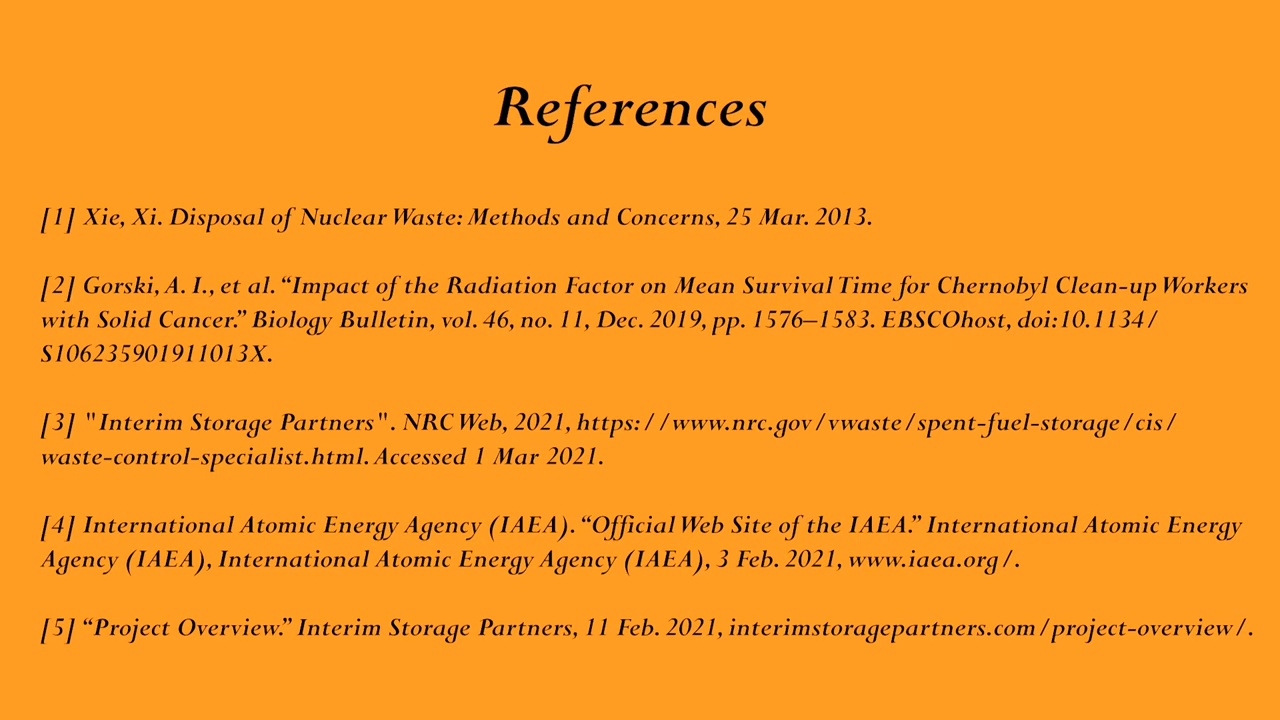 References
[1] Xie, Xi. Disposal of Nuclear Waste: Methods and Concerns, 25 Mar. 2013.
[2] Gorski, A. I., et al. “Impact of the Radiation Factor on Mean Survival Time for Chernobyl Clean-up Workers
with Solid Cancer.” Biology Bulletin, vol. 46, no. 11, Dec. 2019, pp. 1576–1583. EBSCOhost, doi:10.1134/
S106235901911013X.
[3] "Interim Storage Partners". NRC Web, 2021, https://www.nrc.gov/vwaste/spent-fuel-storage/cis/
waste-control-specialist.html. Accessed 1 Mar 2021.
[4] International Atomic Energy Agency (IAEA). “Official Web Site of the IAEA.” International Atomic Energy
Agency (IAEA), International Atomic Energy Agency (IAEA), 3 Feb. 2021, www.iaea.org/.
[5] “Project Overview.” Interim Storage Partners, 11 Feb. 2021, interimstoragepartners.com/project-overview/.